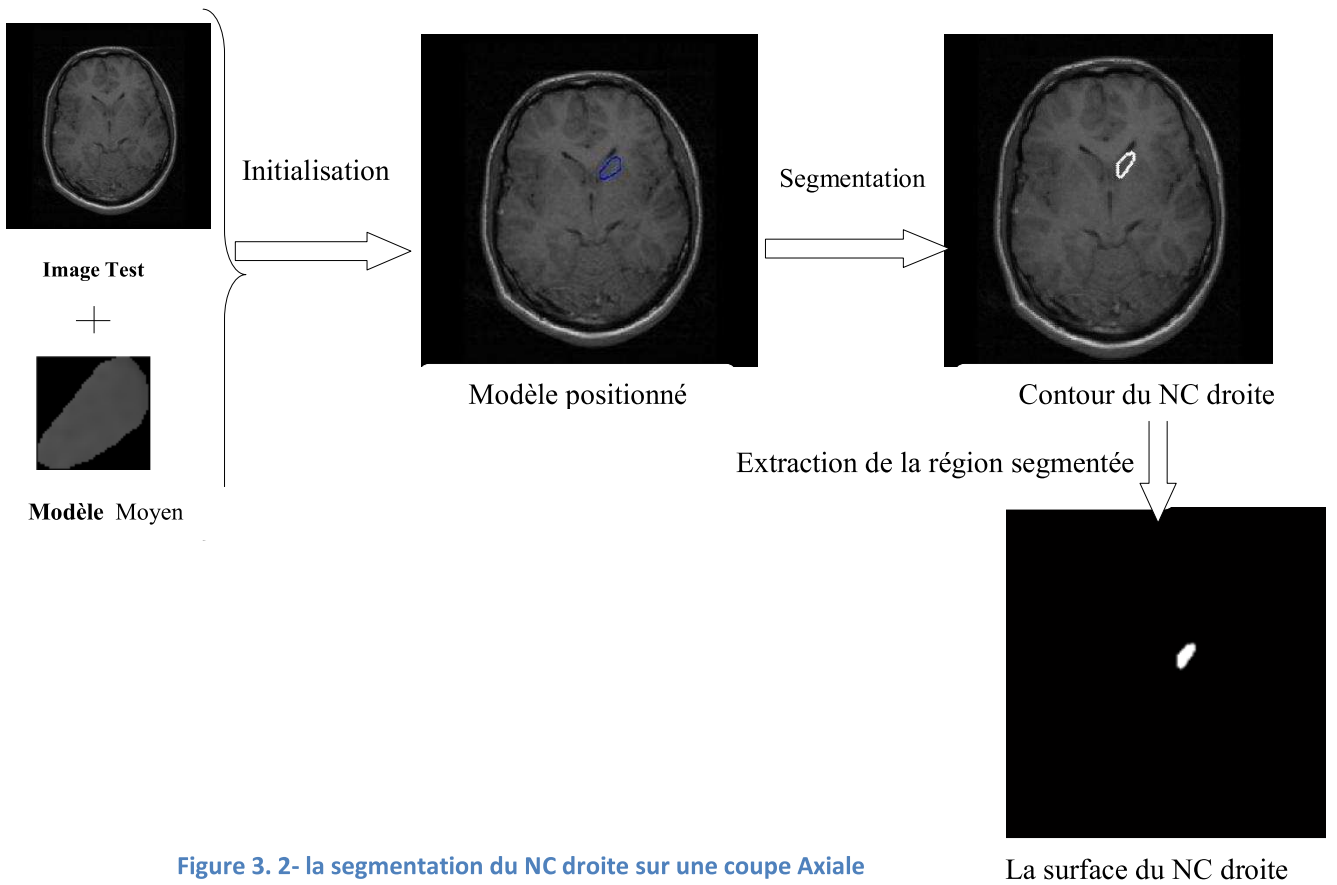 Image Test
Modèle Moyen
Initialisation
Modèle positionné
Segmentation
Contour du NC droite
Extraction de la région segmentée
La surface du NC droite
Figure 3. 2- la segmentation du NC droite sur une coupe Axiale